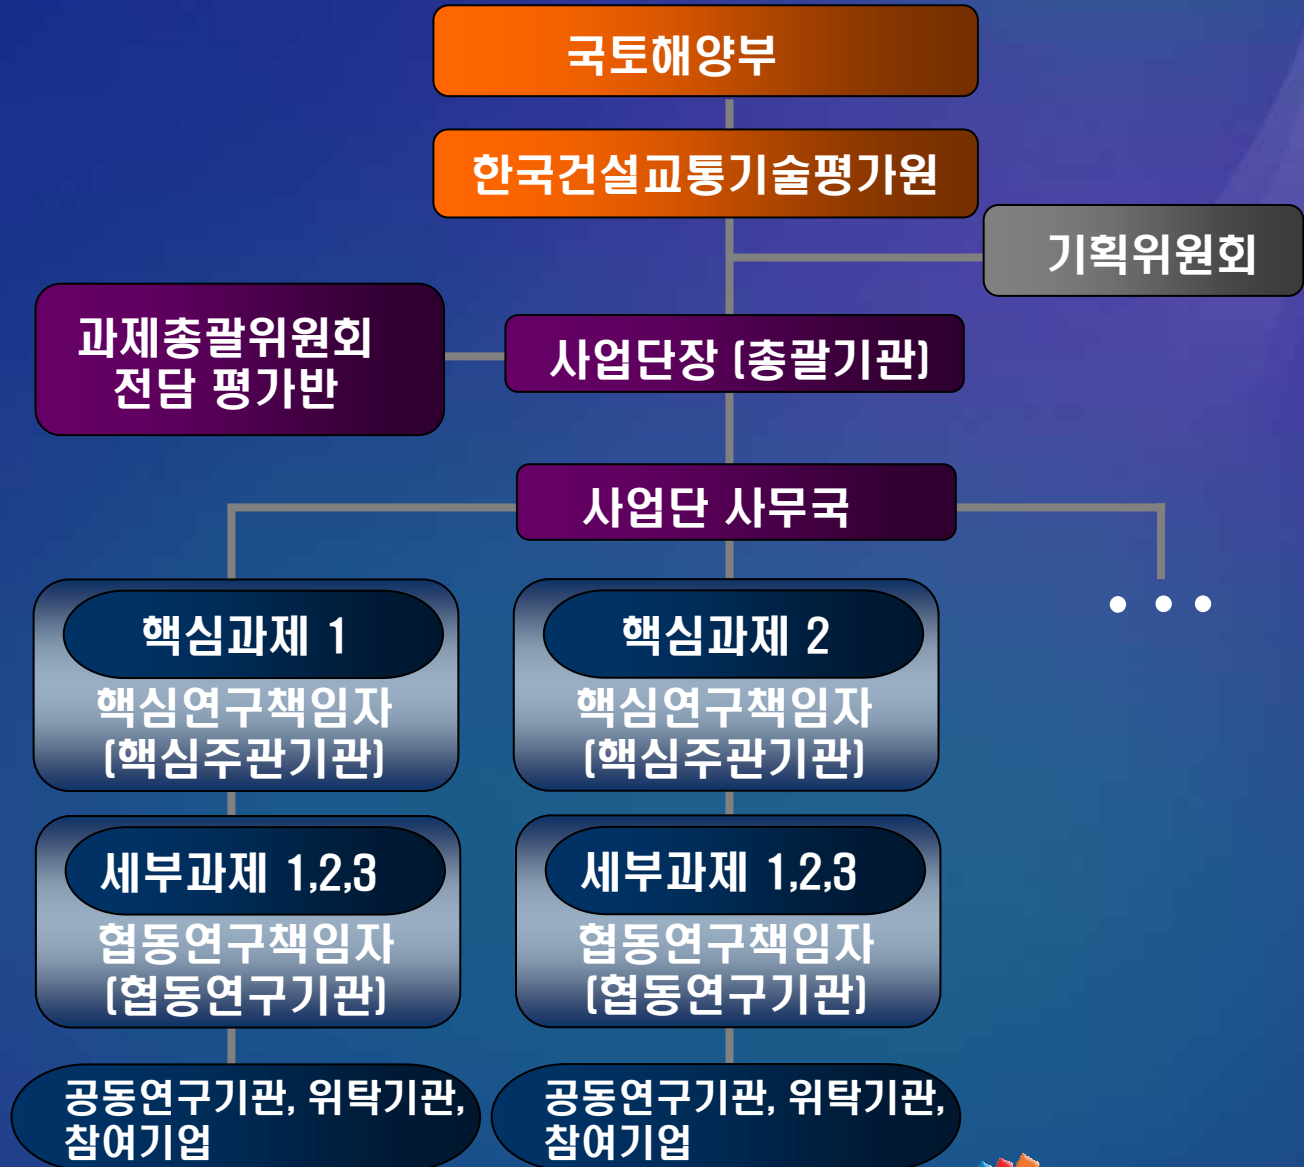 국토해양부
한국건설교통기술평가원
기획위원회
과제총괄위원회
전담 평가반
사업단장 (총괄기관)
사업단 사무국
핵심과제 1
핵심연구책임자
(핵심주관기관)
핵심과제 2
핵심연구책임자
(핵심주관기관)
• • •
세부과제 1,2,3
협동연구책임자
(협동연구기관)
세부과제 1,2,3
협동연구책임자
(협동연구기관)
공동연구기관, 위탁기관,
참여기업
공동연구기관, 위탁기관,
참여기업